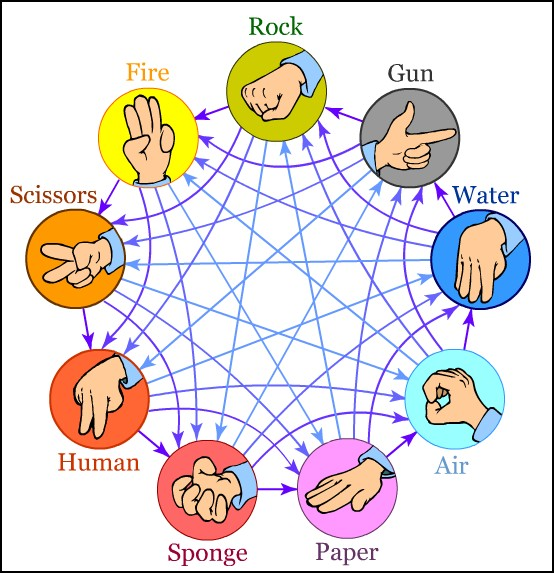 Rock
Fire
Gun
Scissors
Water
Human
Air
Sponge
Paper